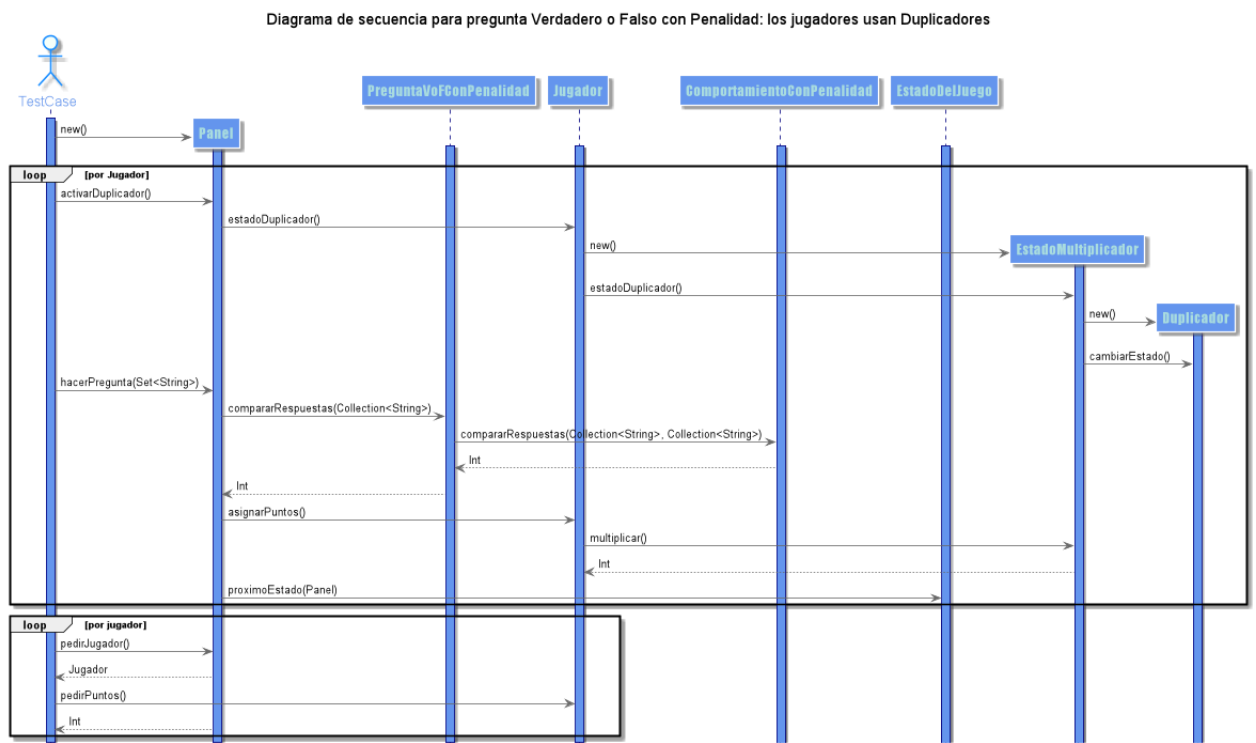 Diagrama de secuencia para pregunta Verdadero o Falso con Penalidad: los jugadores usan Duplicadores
TestCase
PreguntaVoFConPenalidad
Jugador
ComportamientoConPenalidad
EstadoDelJuego
new()
Panel
loop
[por Jugador]
activarDuplicador()
estadoDuplicador()
new()
EstadoMultiplicador
estadoDuplicador()
new()
Duplicador
cambiarEstado()
hacerPregunta(Set<String>)
compararRespuestas(Collection<String>)
compararRespuestas(Collection<String>, Collection<String>)
Int
Int
asignarPuntos()
multiplicar()
Int
proximoEstado(Panel)
loop
[por jugador]
pedirJugador()
Jugador
pedirPuntos()
Int